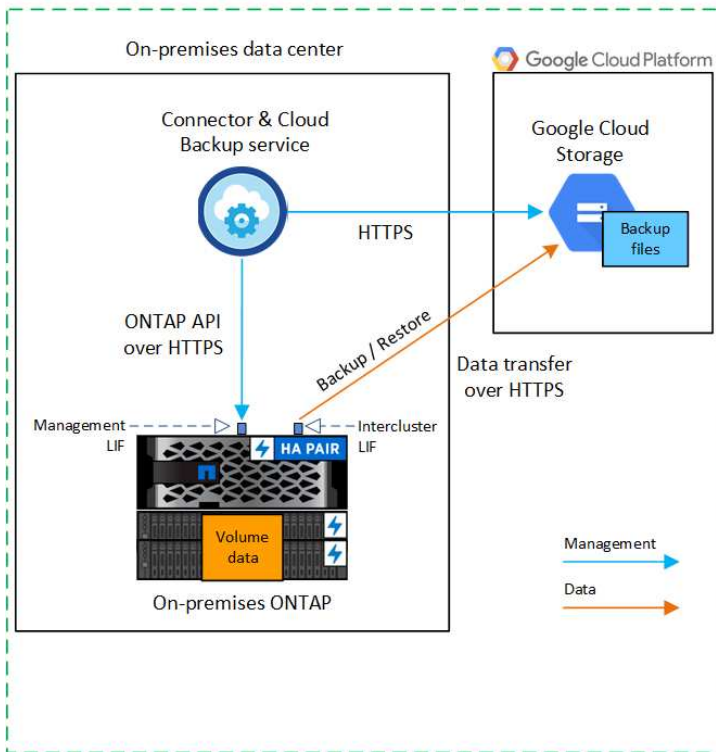 On-premises data center
Google Cloud Platform
Connector & Cloud
Backup service
Google Cloud
Storage
Backup
files
HTTPS
ONTAP API
over HTTPS
Backup / Restore
Data transfer
over HTTPS
Management
LIF
Intercluster
LIF
HA PAIR
Volume
data
On-premises ONTAP
Management
Data